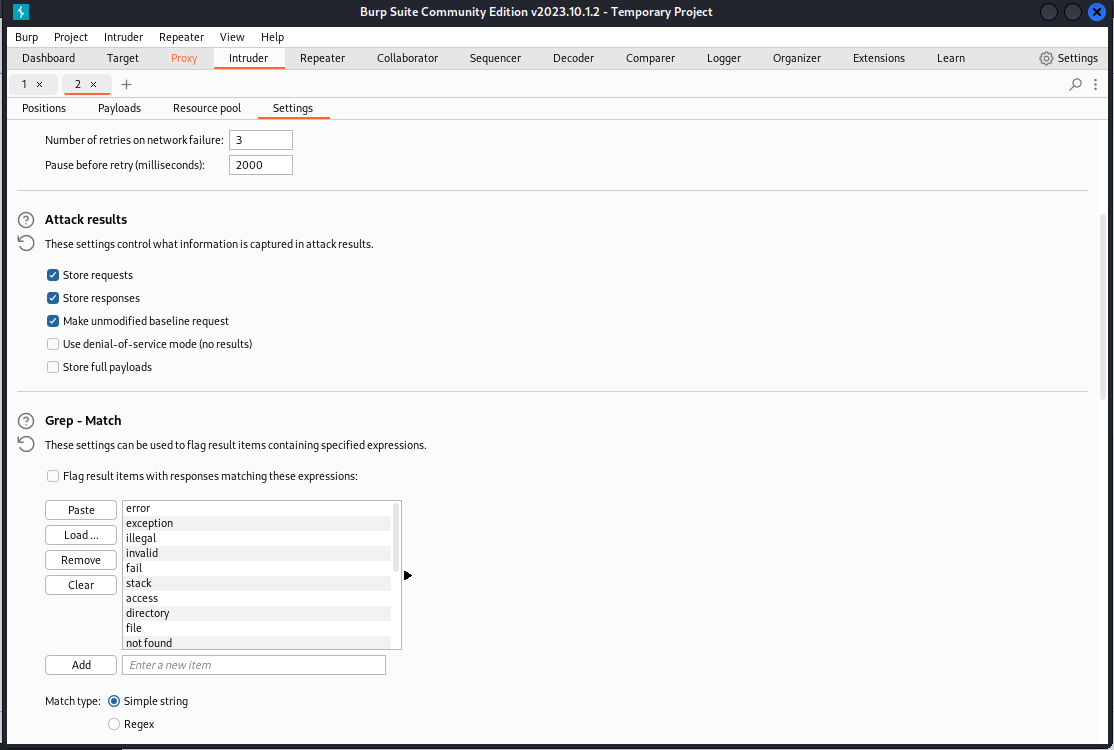 Burp Suite Community Edition v2023.10.1.2 - Temporary Project
Burp Project Intruder Repeater View Help
Dashboard Target Proxy Intruder Repeater Collaborator Sequencer Decoder Comparer Logger Organizer Extensions Learn Settings
1 × 2 × +
Positions Payloads Resource pool Settings
Number of retries on network failure: 3
Pause before retry (milliseconds): 2000
Attack results
These settings control what information is captured in attack results.
Store requests
Store responses
Make unmodified baseline request
Use denial-of-service mode (no results)
Store full payloads
Grep - Match
These settings can be used to flag result items containing specified expressions.
Flag result items with responses matching these expressions:
Paste
Load ...
Remove
Clear
error
exception
illegal
invalid
fail
stack
access
directory
file
not found
Add Enter a new item
Match type: Simple string
Regex